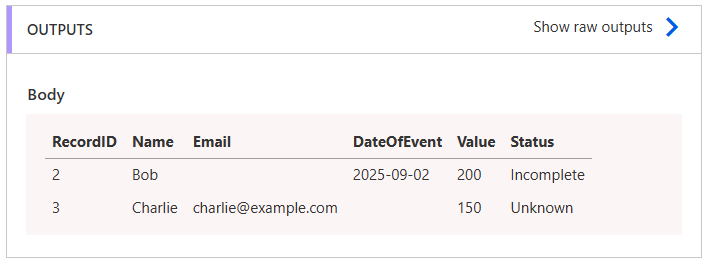 OUTPUTS Show raw outputs
Body
RecordID Name Email DateOfEvent Value Status
2 Bob 2025-09-02 200 Incomplete
3 Charlie charlie@example.com 150 Unknown